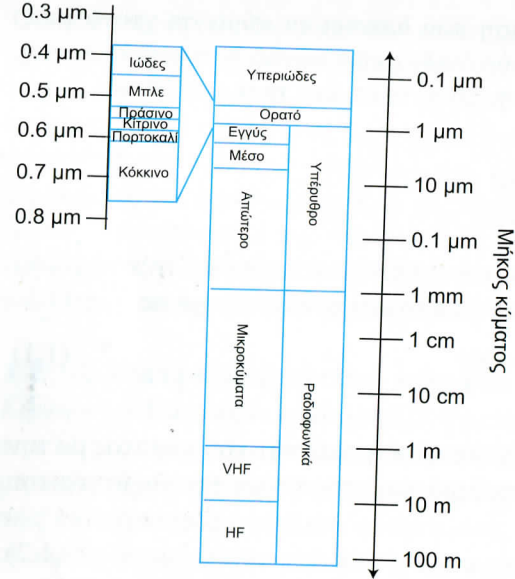 0.3 µm
0.4 µm
0.5 µm
0.6 µm
0.7 µm
0.8 µm
Ιώδες
Μπλε
Πράσινο
Κίτρινο
Πορτοκαλί
Κόκκινο
Υπεριώδες
Ορατό
Εγγύς
Μέσο
Απώτερο
Υπέρυθρο
Μικροκύματα
VHF
HF
Ραδιοφωνικά
0.1 µm
1 µm
10 µm
0.1 µm
1 mm
1 cm
10 cm
1 m
10 m
100 m
Μήκος κύματος